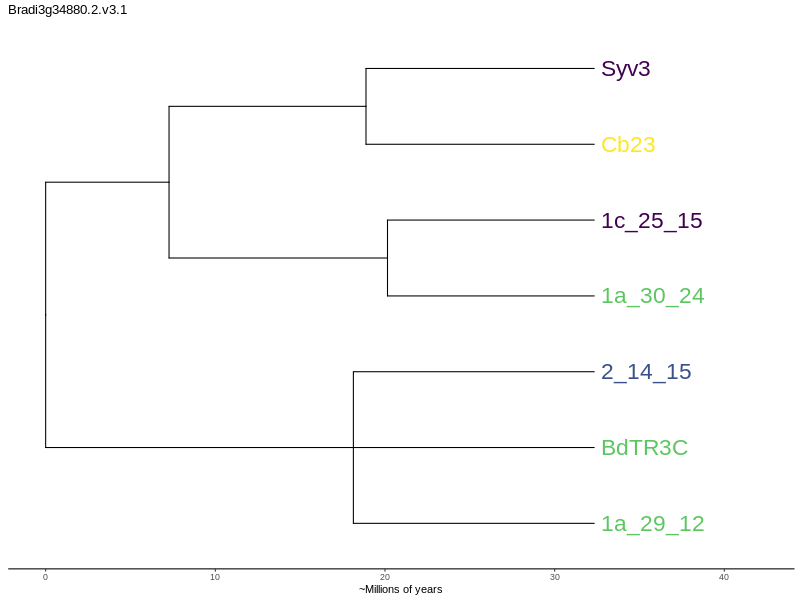 Bradi3g34880.2.v3.1
Syv3
Cb23
1c_25_15
1a_30_24
2_14_15
BdTR3C
1a_29_12
0 10 20 30 40
~Millions of years